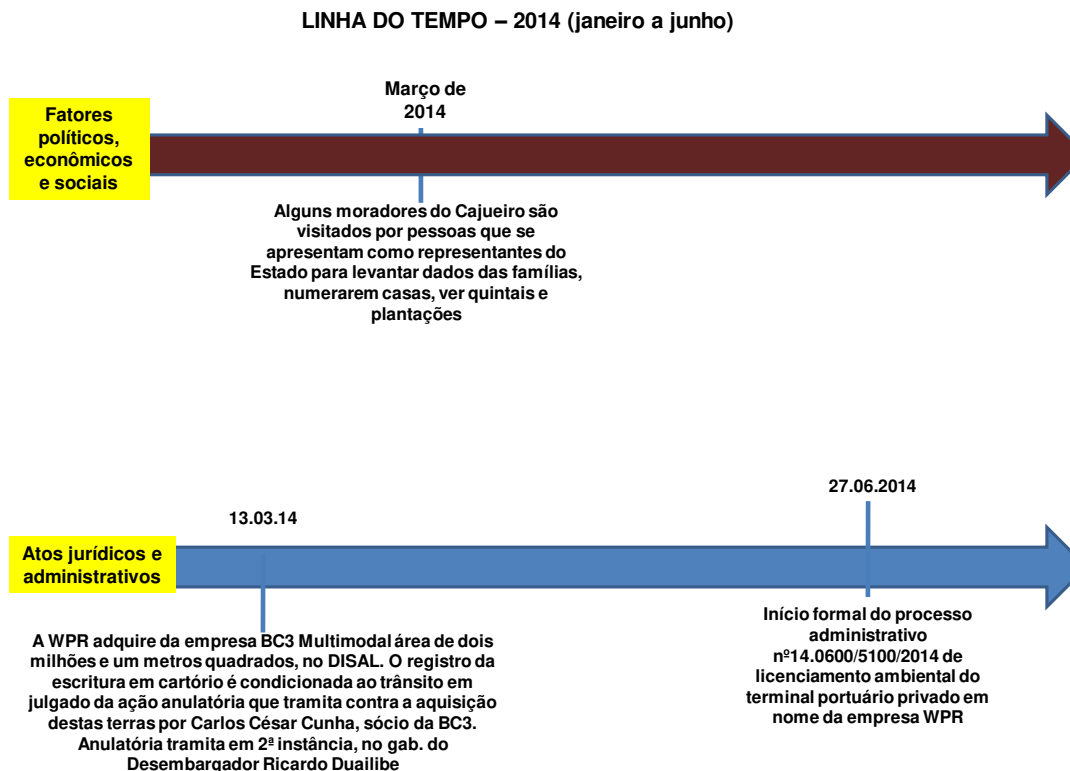 LINHA DO TEMPO – 2014 (janeiro a junho)
Março de
2014
Fatores
políticos,
econômicos
e sociais
Alguns moradores do Cajueiro são
visitados por pessoas que se
apresentam como representantes do
Estado para levantar dados das famílias,
numerarem casas, ver quintais e
plantações
27.06.2014
13.03.14
Atos jurídicos e
administrativos
A WPR adquire da empresa BC3 Multimodal área de dois
milhões e um metros quadrados, no DISAL. O registro da
escritura em cartório é condicionada ao trânsito em
julgado da ação anulatória que tramita contra a aquisição
destas terras por Carlos César Cunha, sócio da BC3.
Anulatória tramita em 2ª instância, no gab. do
Desembargador Ricardo Duailibe
Início formal do processo
administrativo
nº14.0600/5100/2014 de
licenciamento ambiental do
terminal portuário privado em
nome da empresa WPR